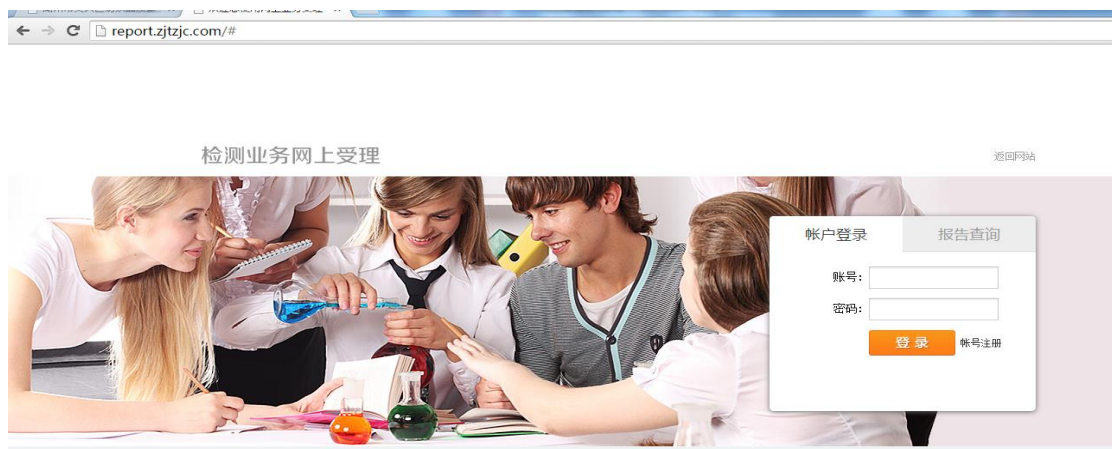 report.zjtzjc.com/#
检测业务网上受理
返回网站
帐户登录 报告查询
账号：
密码：
登 录 帐号注册